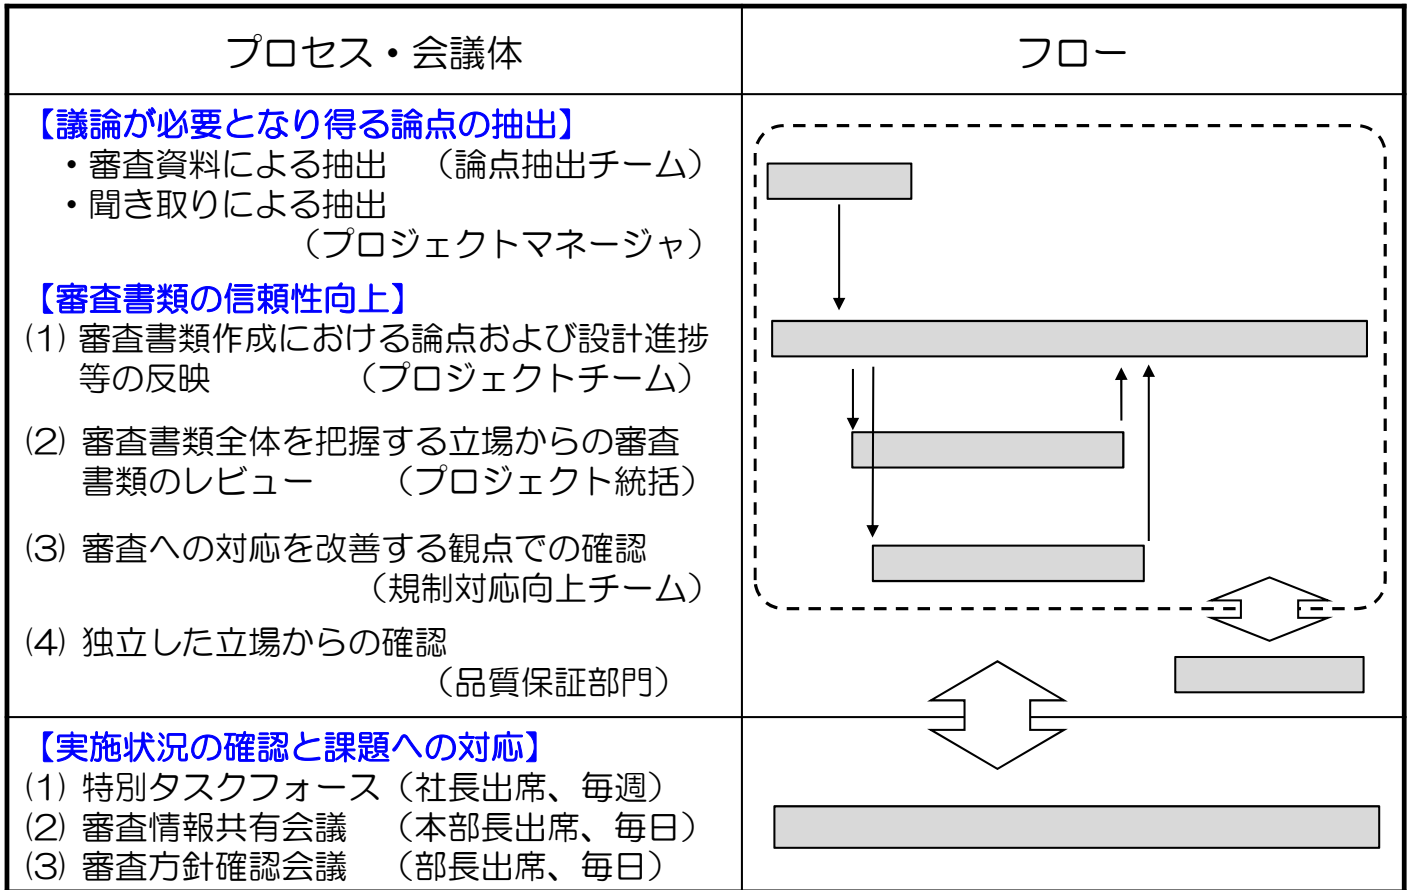 プロセス・会議体
フロー
【議論が必要となり得る論点の抽出】
・審査資料による抽出　（論点抽出チーム）
・聞き取りによる抽出
（プロジェクトマネージャ）
【審査書類の信頼性向上】
(1) 審査書類作成における論点および設計進捗
等の反映　（プロジェクトチーム）
(2) 審査書類全体を把握する立場からの審査
書類のレビュー　（プロジェクト統括）
(3) 審査への対応を改善する観点での確認
（規制対応向上チーム）
(4) 独立した立場からの確認
（品質保証部門）
【実施状況の確認と課題への対応】
(1) 特別タスクフォース（社長出席、毎週）
(2) 審査情報共有会議　（本部長出席、毎日）
(3) 審査方針確認会議　（部長出席、毎日）